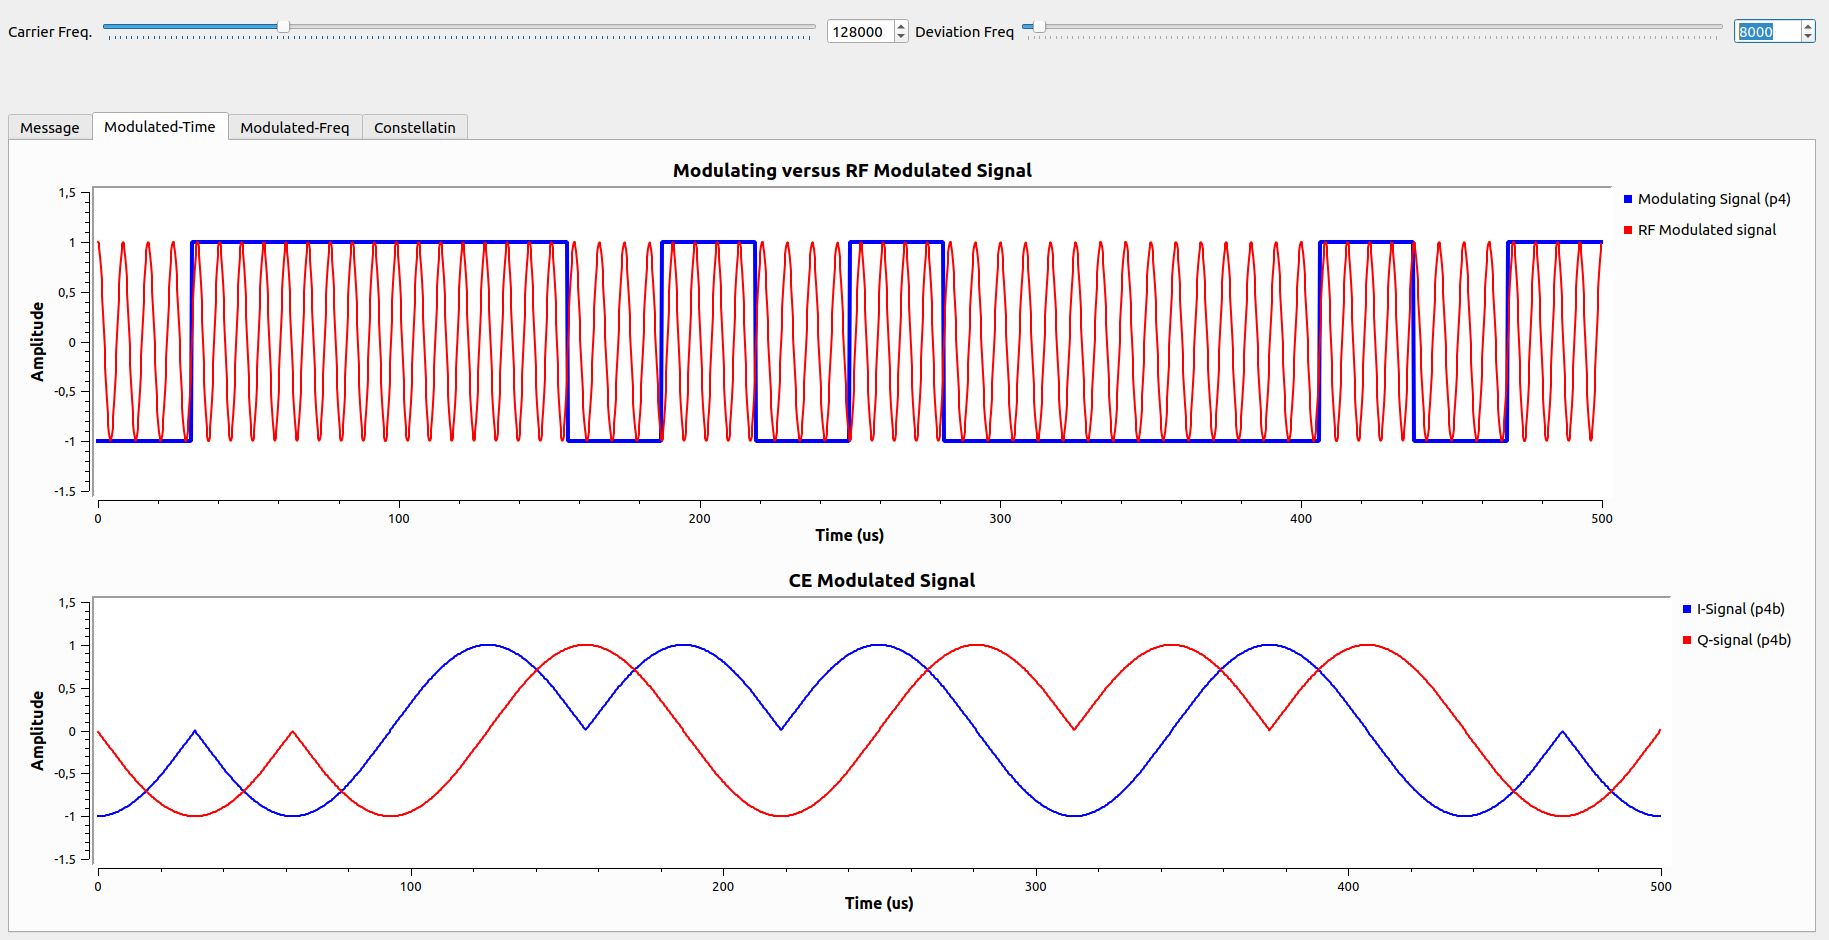 Carrier Freq. 128000 Deviation Freq 8000
Message Modulated-Time Modulated-Freq Constellatin
Modulating versus RF Modulated Signal
1,5
1
0,5
0
-0,5
-1
-1.5
Amplitude
0 100 200 300 400 500
Time (us)
Modulating Signal (p4)
RF Modulated signal
CE Modulated Signal
1,5
1
0,5
0
-0,5
-1
-1.5
Amplitude
0 100 200 300 400 500
Time (us)
I-Signal (p4b)
Q-signal (p4b)